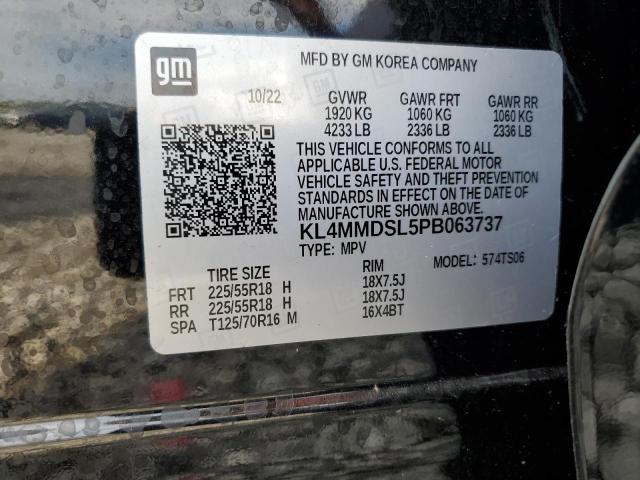 gm
MFD BY GM KOREA COMPANY
10/22 GVWR GAWR FRT GAWR RR
1920 KG 1060 KG 1060 KG
4233 LB 2336 LB 2336 LB
THIS VEHICLE CONFORMS TO ALL
APPLICABLE U.S. FEDERAL MOTOR
VEHICLE SAFETY AND THEFT PREVENTION
STANDARDS IN EFFECT ON THE DATE OF
MANUFACTURE SHOWN ABOVE.
KL4MMDSL5PB063737
TYPE: MPV MODEL: 574TS06
TIRE SIZE RIM
FRT 225/55R18 H 18X7.5J
RR 225/55R18 H 18X7.5J
SPA T125/70R16 M 16X4BT